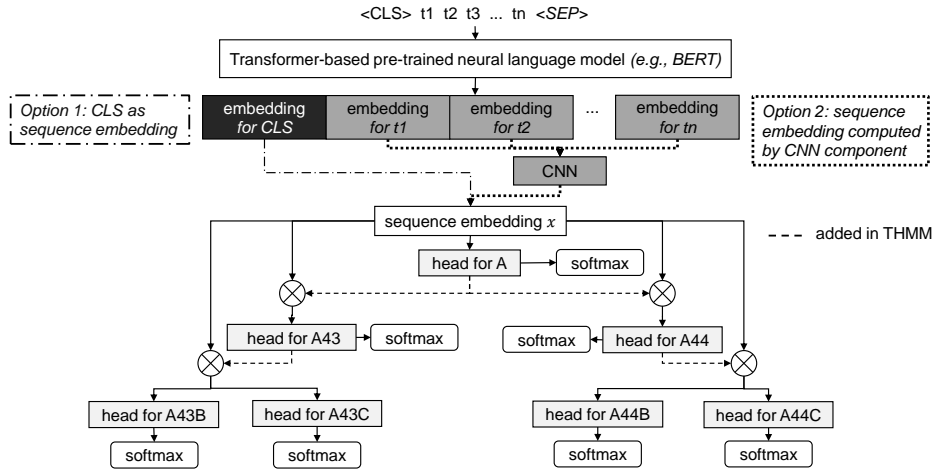 <CLS> t1 t2 t3 ... tn <SEP>
Transformer-based pre-trained neural language model (e.g., BERT)
Option 1: CLS as
sequence embedding
embedding
for CLS
embedding
for t1
embedding
for t2
...
embedding
for tn
Option 2: sequence
embedding computed
by CNN component
CNN
sequence embedding x
added in THMM
head for A
softmax
head for A43
softmax
softmax
head for A44
head for A43B
head for A43C
head for A44B
head for A44C
softmax
softmax
softmax
softmax